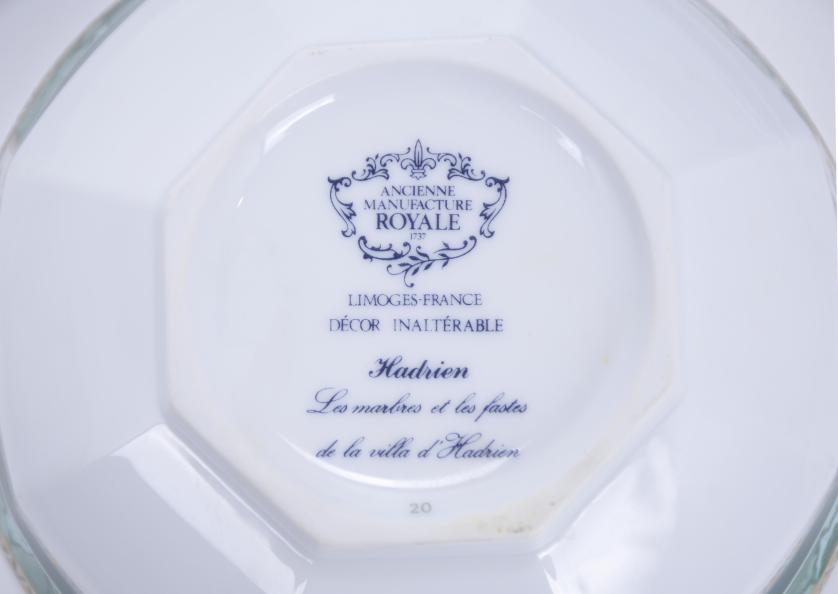 ANCIENNE
MANUFACTURE
ROYALE
1737
LIMOGES-FRANCE
DÉCOR INALTÉRABLE
Hadrien
Les marbres et les fastes
de la villa d'Hadrien
20